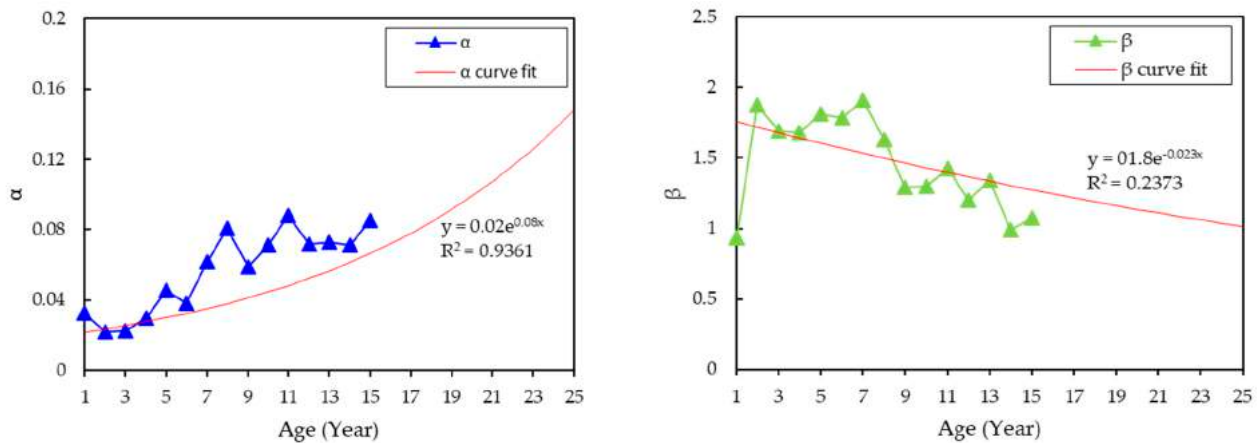 0.2
0.16
0.12
0.08
0.04
0
α
α
α curve fit
y = 0.02e^0.08x
R² = 0.9361
1 3 5 7 9 11 13 15 17 19 21 23 25
Age (Year)
2.5
2
1.5
1
0.5
0
β
β
β curve fit
y = 01.8e^-0.023x
R² = 0.2373
1 3 5 7 9 11 13 15 17 19 21 23 25
Age (Year)